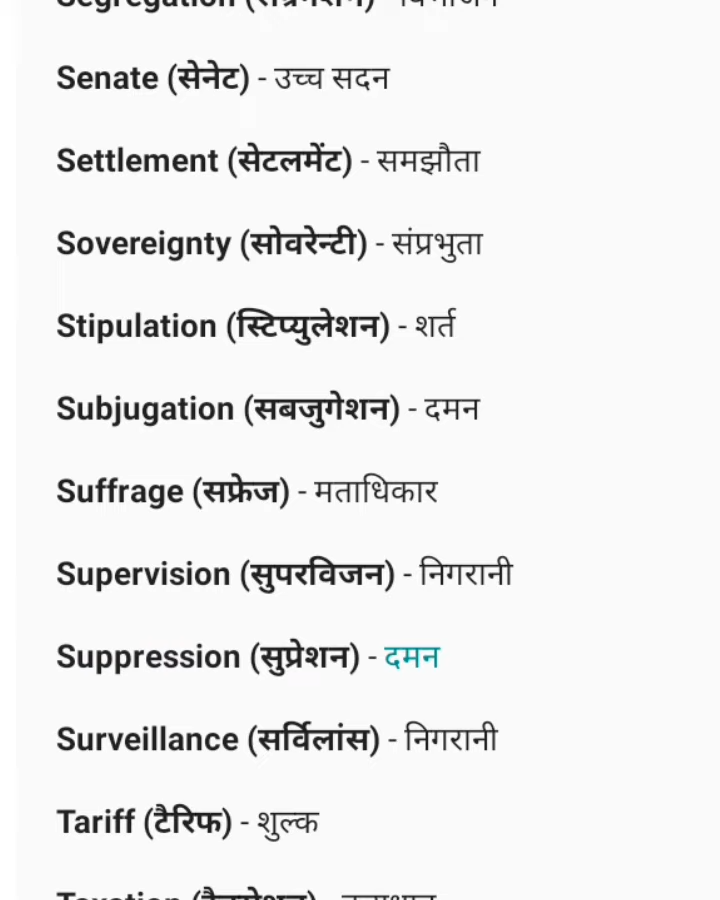 Senate (सेनेट) - उच्च सदन
Settlement (सेटलमेंट) - समझौता
Sovereignty (सोवरेन्टी) - संप्रभुता
Stipulation (स्टिप्युलेशन) - शर्त
Subjugation (सबजुगेशन) - दमन
Suffrage (सफ्रेज) - मताधिकार
Supervision (सुपरविजन) - निगरानी
Suppression (सुप्रेशन) - दमन
Surveillance (सर्विलांस) - निगरानी
Tariff (टैरिफ) - शुल्क